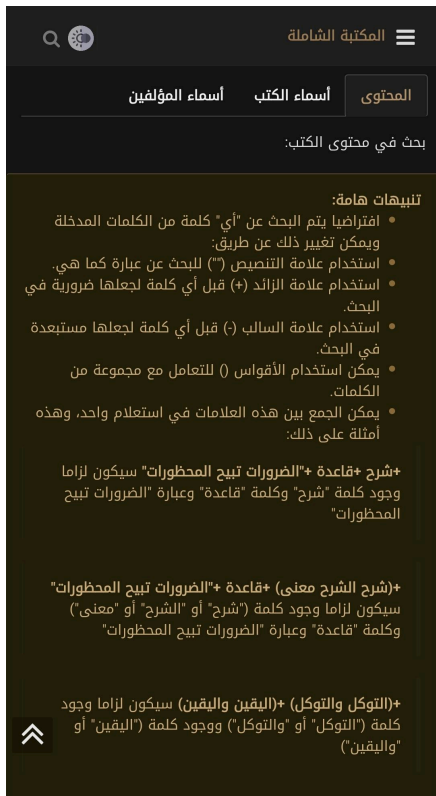 المكتبة الشاملة
المحتوى أسماء الكتب أسماء المؤلفين
بحث في محتوى الكتب:
تنبيهات هامة:
افتراضيا يتم البحث عن "أي" كلمة من الكلمات المدخلة
ويمكن تغيير ذلك عن طريق:
استخدام علامة التنصيص ("") للبحث عن عبارة كما هي.
استخدام علامة الزائد (+) قبل أي كلمة لجعلها ضرورية في
البحث.
استخدام علامة السالب (-) قبل أي كلمة لجعلها مستبعدة
في البحث.
يمكن استخدام الأقواس () للتعامل مع مجموعة من
الكلمات.
يمكن الجمع بين هذه العلامات في استعلام واحد، وهذه
أمثلة على ذلك:
+شرح +قاعدة +"الضرورات تبيح المحظورات" سيكون لزاما
وجود كلمة "شرح" وكلمة "قاعدة" وعبارة "الضرورات تبيح
المحظورات"
+(شرح الشرح معنى) +قاعدة +"الضرورات تبيح المحظورات"
سيكون لزاما وجود كلمة ("شرح" أو "الشرح" أو "معنى")
وكلمة "قاعدة" وعبارة "الضرورات تبيح المحظورات"
+(التوكل والتوكل) +(اليقين واليقين) سيكون لزاما وجود
كلمة ("التوكل" أو "والتوكل") ووجود كلمة ("اليقين" أو
"واليقين")